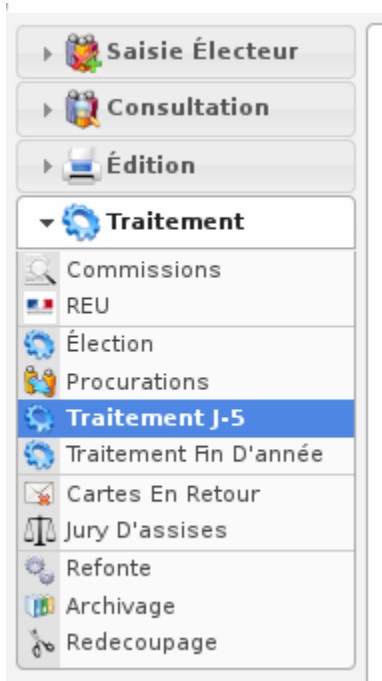 Saisie Électeur
Consultation
Édition
Traitement
Commissions
REU
Élection
Procurations
Traitement J-5
Traitement Fin D'année
Cartes En Retour
Jury D'assises
Refonte
Archivage
Redecoupage